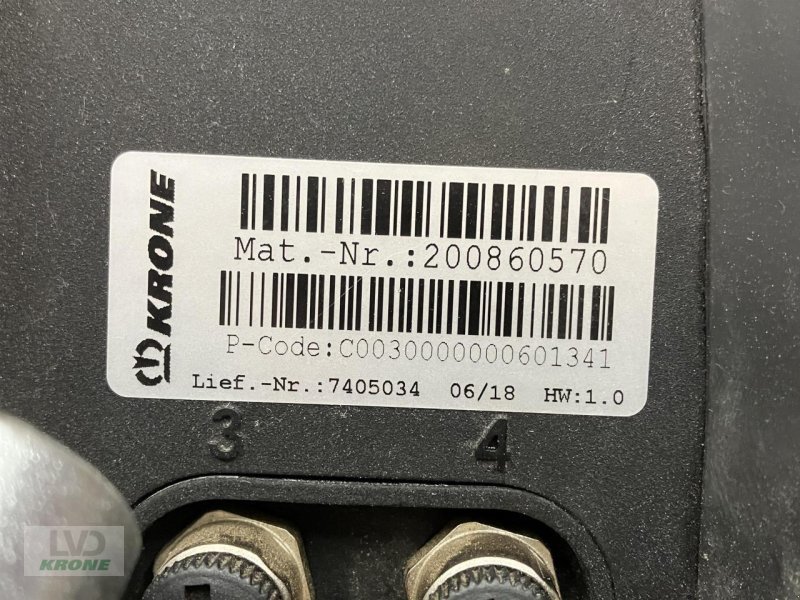 KRONE
Mat.-Nr.:200860570
P-Code:C0030000000601341
Lief.-Nr.:7405034 06/18 HW:1.0
3 4
LVD
KRONE